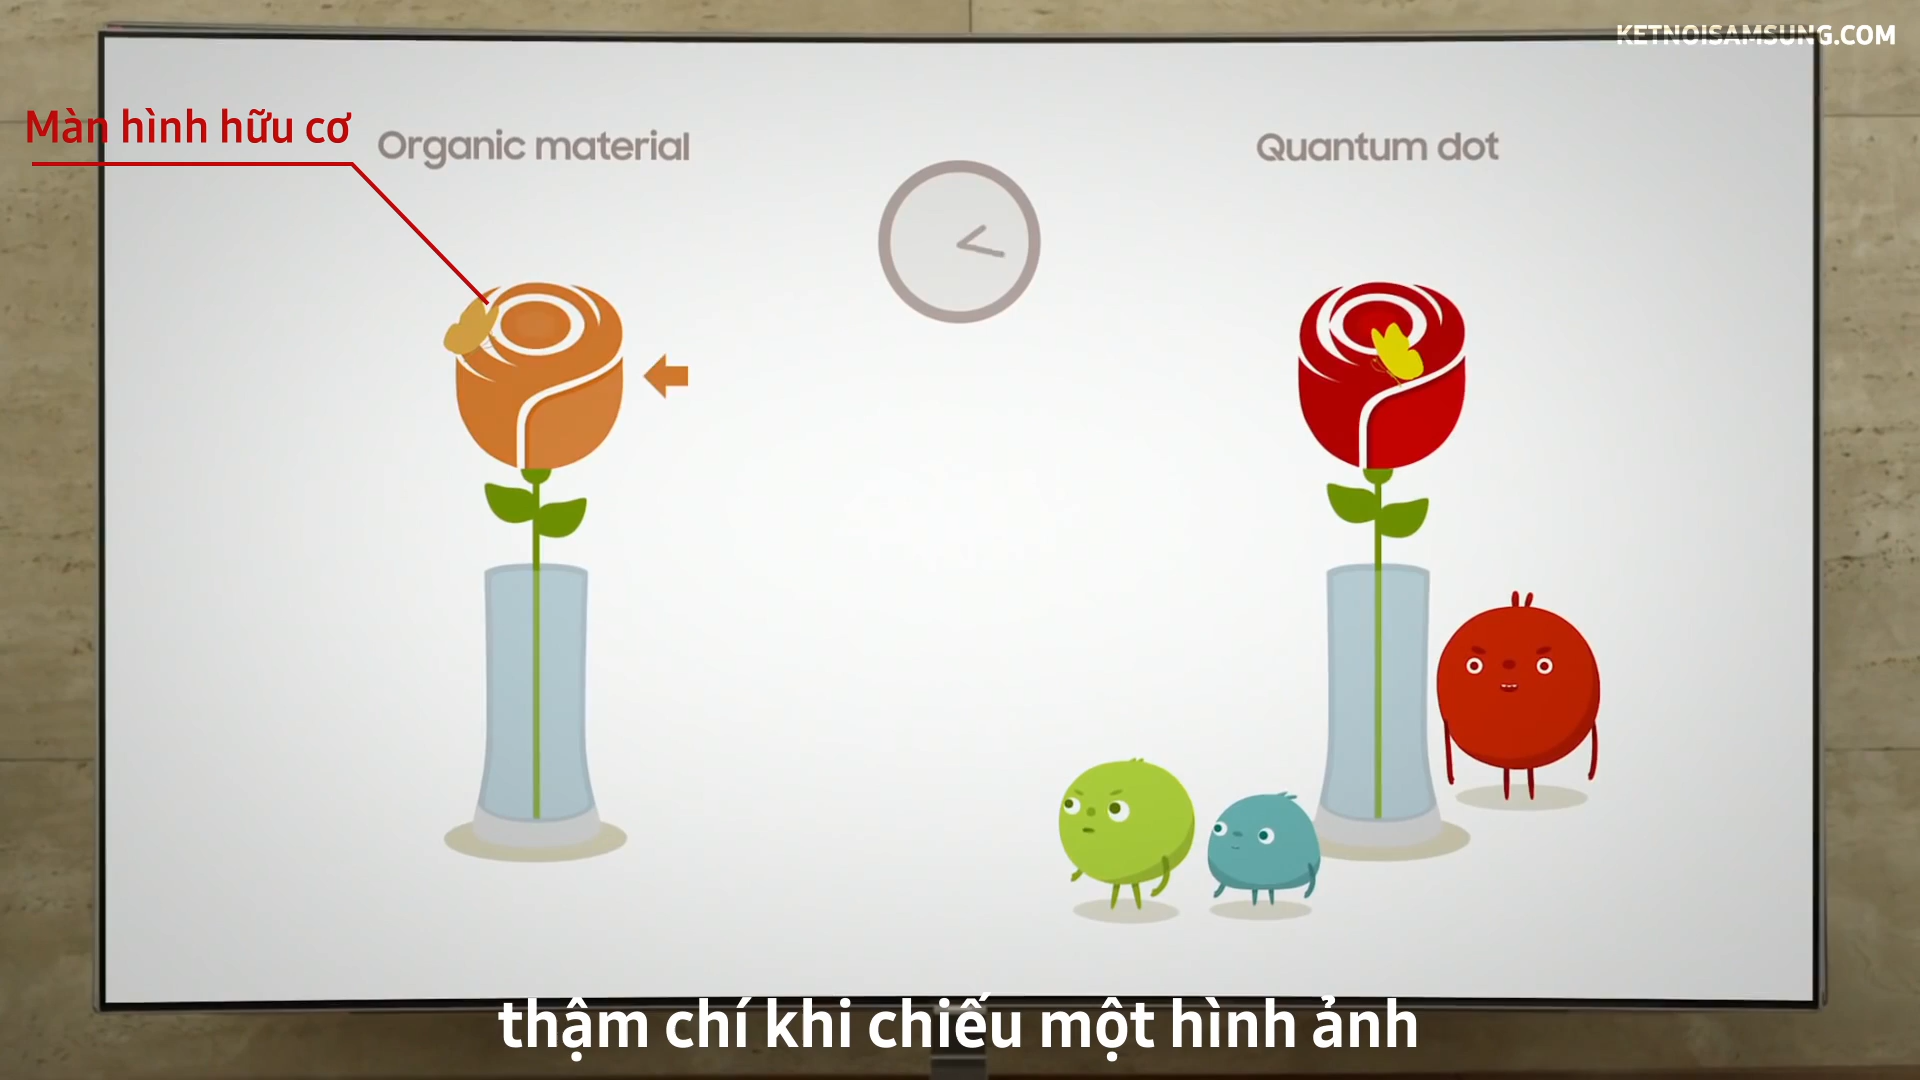 KETNOISAMSUNG.COM
Màn hình hữu cơ
Organic material
Quantum dot
thậm chí khi chiếu một hình ảnh